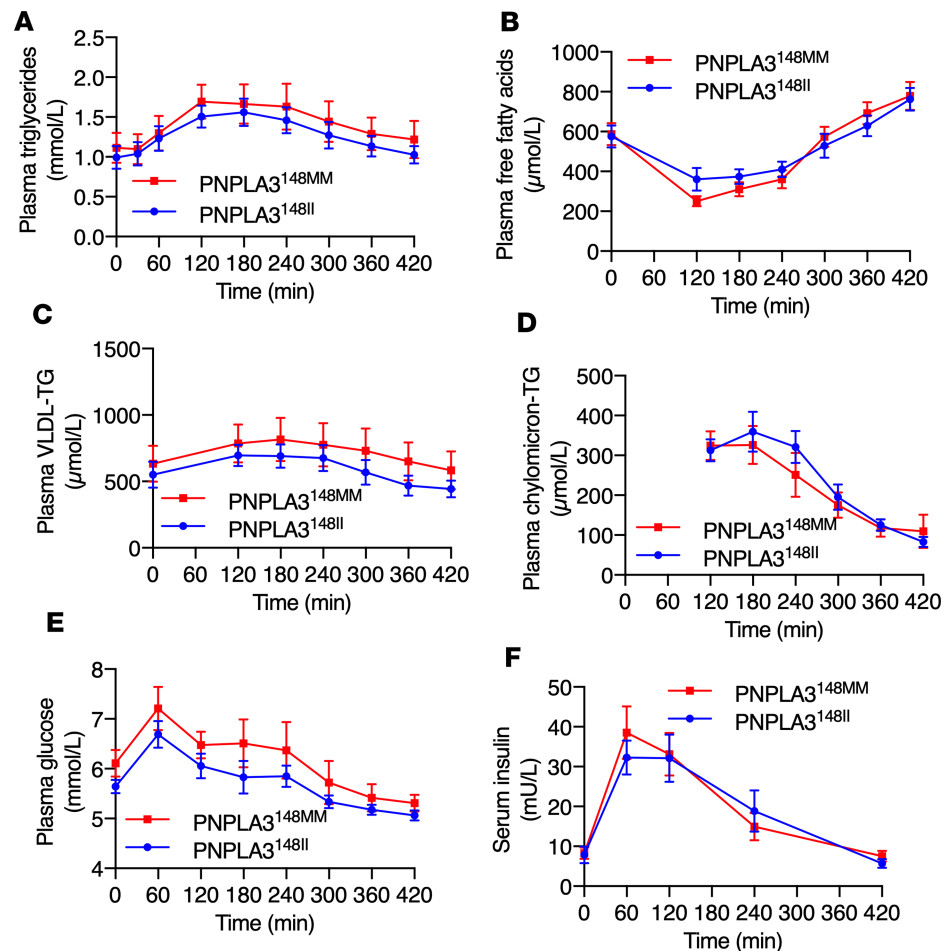 A
Plasma triglycerides
(mmol/L)
2.5
2.0
1.5
1.0
0.5
0.0
PNPLA3148MM
PNPLA3148II
0 60 120 180 240 300 360 420
Time (min)
B
Plasma free fatty acids
(µmol/L)
1000
800
600
400
200
0
PNPLA3148MM
PNPLA3148II
0 60 120 180 240 300 360 420
Time (min)
C
Plasma VLDL-TG
(µmol/L)
1500
1000
500
0
PNPLA3148MM
PNPLA3148II
0 60 120 180 240 300 360 420
Time (min)
D
Plasma chylomicron-TG
(µmol/L)
500
400
300
200
100
0
PNPLA3148MM
PNPLA3148II
0 60 120 180 240 300 360 420
Time (min)
E
Plasma glucose
(mmol/L)
8
7
6
5
4
PNPLA3148MM
PNPLA3148II
0 60 120 180 240 300 360 420
Time (min)
F
Serum insulin
(mU/L)
50
40
30
20
10
0
PNPLA3148MM
PNPLA3148II
0 60 120 180 240 300 360 420
Time (min)